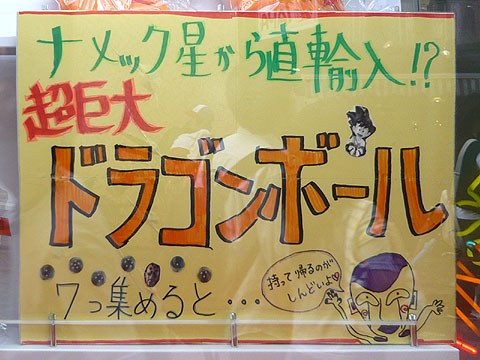 ナメック星から直輸入!?
超巨大
ドラゴンボール
7つ集めると・・・
持って帰るのが
しんどいよ♡